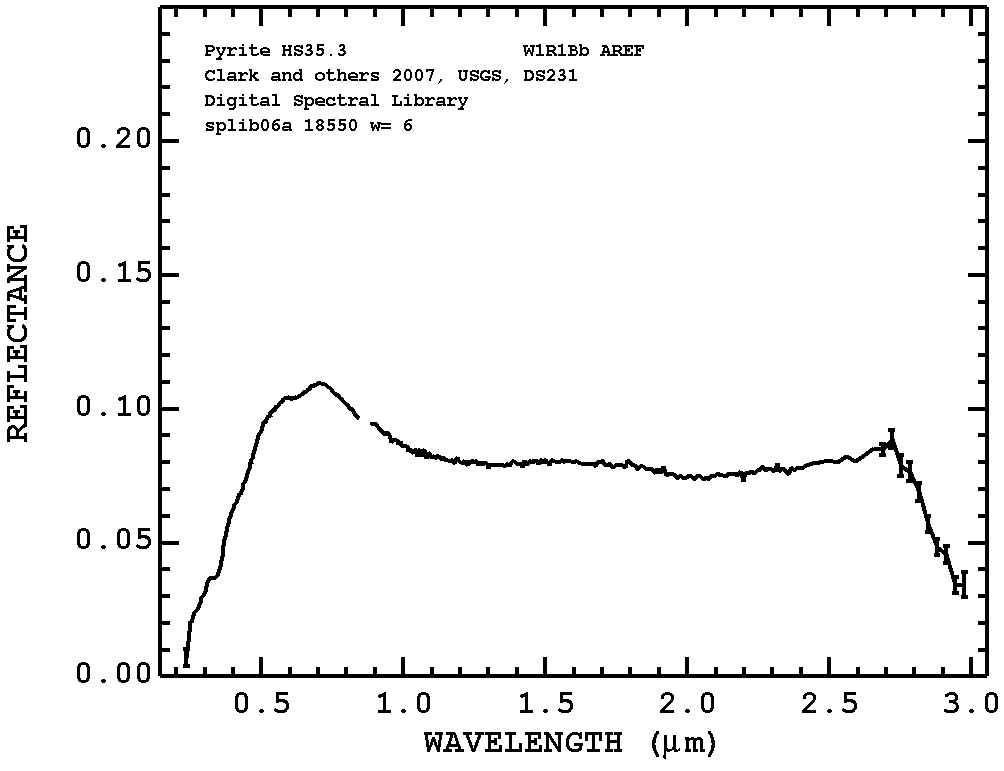 Pyrite HS35.3 W1R1Bb AREF
Clark and others 2007, USGS, DS231
Digital Spectral Library
splib06a 18550 w= 6
0.20
0.15
0.10
0.05
0.00
REFLECTANCE
0.5 1.0 1.5 2.0 2.5 3.0
WAVELENGTH (μm)